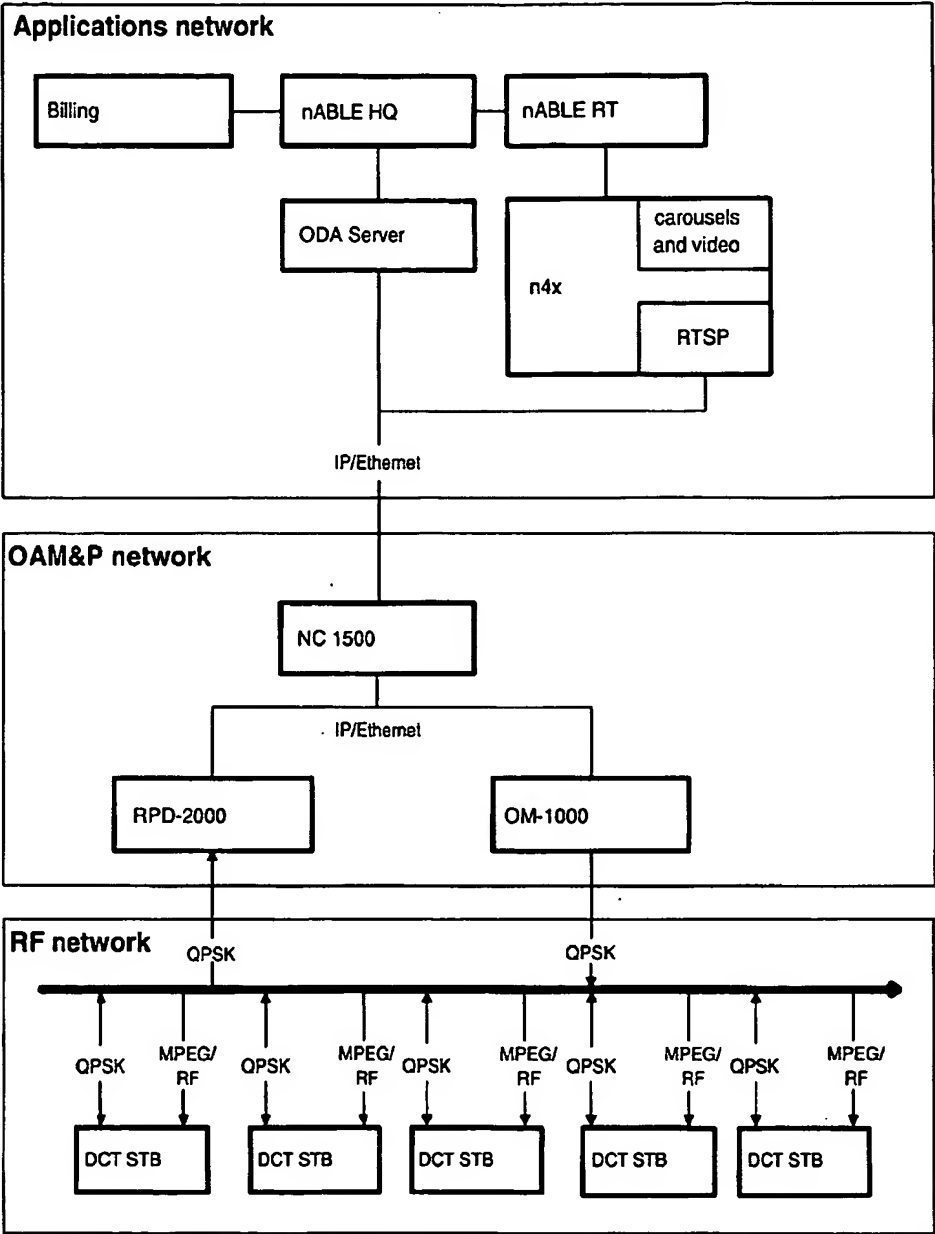 Applications network
Billing
nABLE HQ
nABLE RT
ODA Server
carousels
and video
n4x
RTSP
IP/Ethernet
OAM&P network
NC 1500
IP/Ethernet
RPD-2000
OM-1000
RF network
QPSK
QPSK
QPSK
MPEG/
RF
QPSK
MPEG/
RF
QPSK
MPEG/
RF
QPSK
MPEG/
RF
QPSK
MPEG/
RF
DCT STB
DCT STB
DCT STB
DCT STB
DCT STB